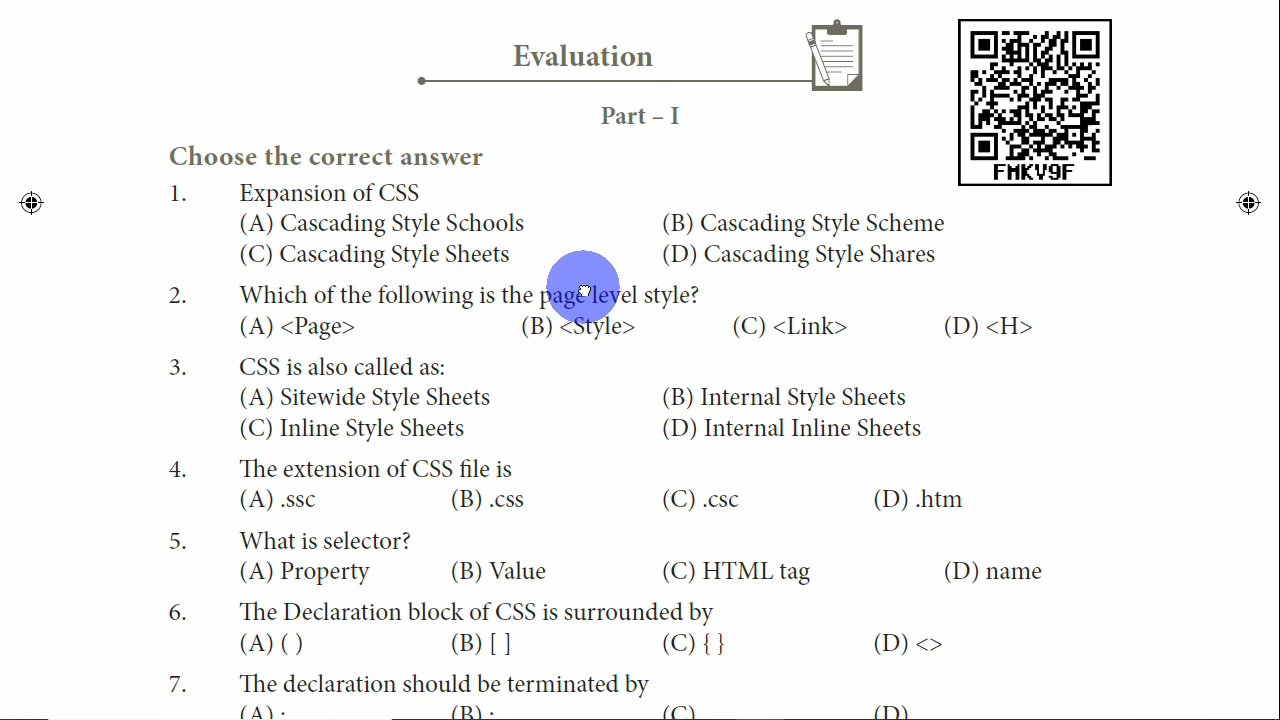 Evaluation
Part – I
FMKV9F
Choose the correct answer
1. Expansion of CSS
(A) Cascading Style Schools (B) Cascading Style Scheme
(C) Cascading Style Sheets (D) Cascading Style Shares
2. Which of the following is the page level style?
(A) <Page> (B) <Style> (C) <Link> (D) <H>
3. CSS is also called as:
(A) Sitewide Style Sheets (B) Internal Style Sheets
(C) Inline Style Sheets (D) Internal Inline Sheets
4. The extension of CSS file is
(A) .ssc (B) .css (C) .csc (D) .htm
5. What is selector?
(A) Property (B) Value (C) HTML tag (D) name
6. The Declaration block of CSS is surrounded by
(A) ( ) (B) [ ] (C) { } (D) <>
7. The declaration should be terminated by
(A) (B) (C) (D)